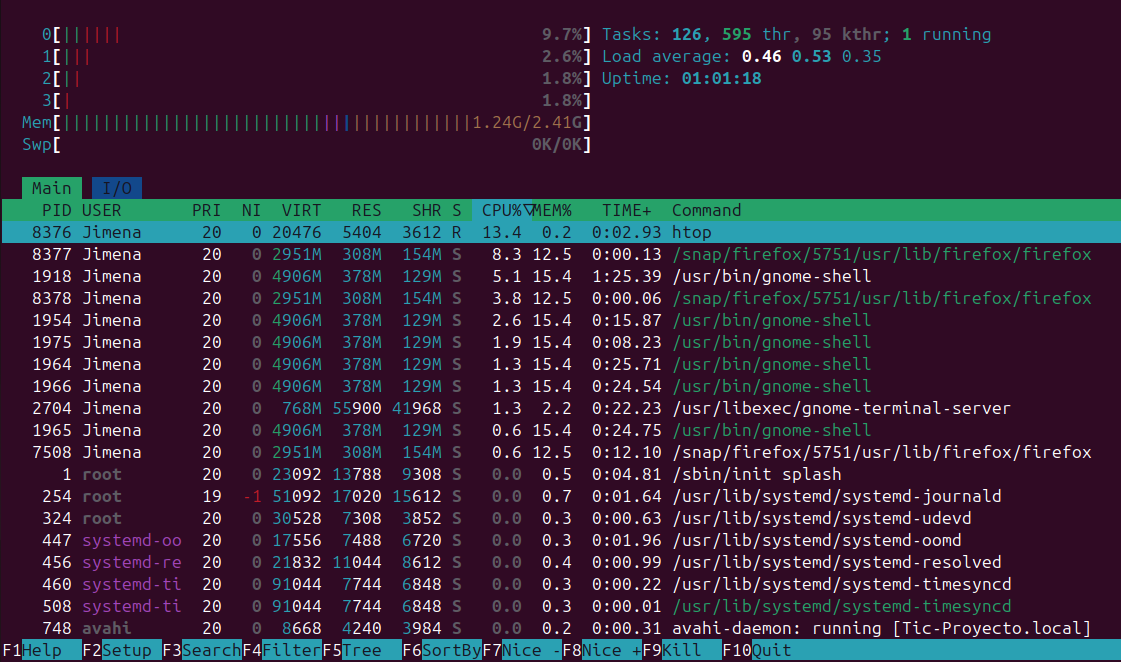 0[|||||| 9.7%] Tasks: 126, 595 thr, 95 kthr; 1 running
1[||| 2.6%] Load average: 0.46 0.53 0.35
2[|| 1.8%] Uptime: 01:01:18
3[| 1.8%]
Mem[|||||||||||||||||||||||||||||||||||||||||1.24G/2.41G]
Swp[ 0K/0K]
Main I/O
PID USER PRI NI VIRT RES SHR S CPU%▽MEM% TIME+ Command
8376 Jimena 20 0 20476 5404 3612 R 13.4 0.2 0:02.93 htop
8377 Jimena 20 0 2951M 308M 154M S 8.3 12.5 0:00.13 /snap/firefox/5751/usr/lib/firefox/firefox
1918 Jimena 20 0 4906M 378M 129M S 5.1 15.4 1:25.39 /usr/bin/gnome-shell
8378 Jimena 20 0 2951M 308M 154M S 3.8 12.5 0:00.06 /snap/firefox/5751/usr/lib/firefox/firefox
1954 Jimena 20 0 4906M 378M 129M S 2.6 15.4 0:15.87 /usr/bin/gnome-shell
1975 Jimena 20 0 4906M 378M 129M S 1.9 15.4 0:08.23 /usr/bin/gnome-shell
1964 Jimena 20 0 4906M 378M 129M S 1.3 15.4 0:25.71 /usr/bin/gnome-shell
1966 Jimena 20 0 4906M 378M 129M S 1.3 15.4 0:24.54 /usr/bin/gnome-shell
2704 Jimena 20 0 768M 55900 41968 S 1.3 2.2 0:22.23 /usr/libexec/gnome-terminal-server
1965 Jimena 20 0 4906M 378M 129M S 0.6 15.4 0:24.75 /usr/bin/gnome-shell
7508 Jimena 20 0 2951M 308M 154M S 0.6 12.5 0:12.10 /snap/firefox/5751/usr/lib/firefox/firefox
1 root 20 0 23092 13788 9308 S 0.0 0.5 0:04.81 /sbin/init splash
254 root 19 -1 51092 17020 15612 S 0.0 0.7 0:01.64 /usr/lib/systemd/systemd-journald
324 root 20 0 30528 7308 3852 S 0.0 0.3 0:00.63 /usr/lib/systemd/systemd-udevd
447 systemd-oo 20 0 17556 7488 6720 S 0.0 0.3 0:01.96 /usr/lib/systemd/systemd-oomd
456 systemd-re 20 0 21832 11044 8612 S 0.0 0.4 0:00.99 /usr/lib/systemd/systemd-resolved
460 systemd-ti 20 0 91044 7744 6848 S 0.0 0.3 0:00.22 /usr/lib/systemd/systemd-timesyncd
508 systemd-ti 20 0 91044 7744 6848 S 0.0 0.3 0:00.01 /usr/lib/systemd/systemd-timesyncd
748 avahi 20 0 8668 4240 3984 S 0.0 0.2 0:00.31 avahi-daemon: running [Tic-Proyecto.local]
F1Help F2Setup F3SearchF4FilterF5Tree F6SortByF7Nice -F8Nice +F9Kill F10Quit